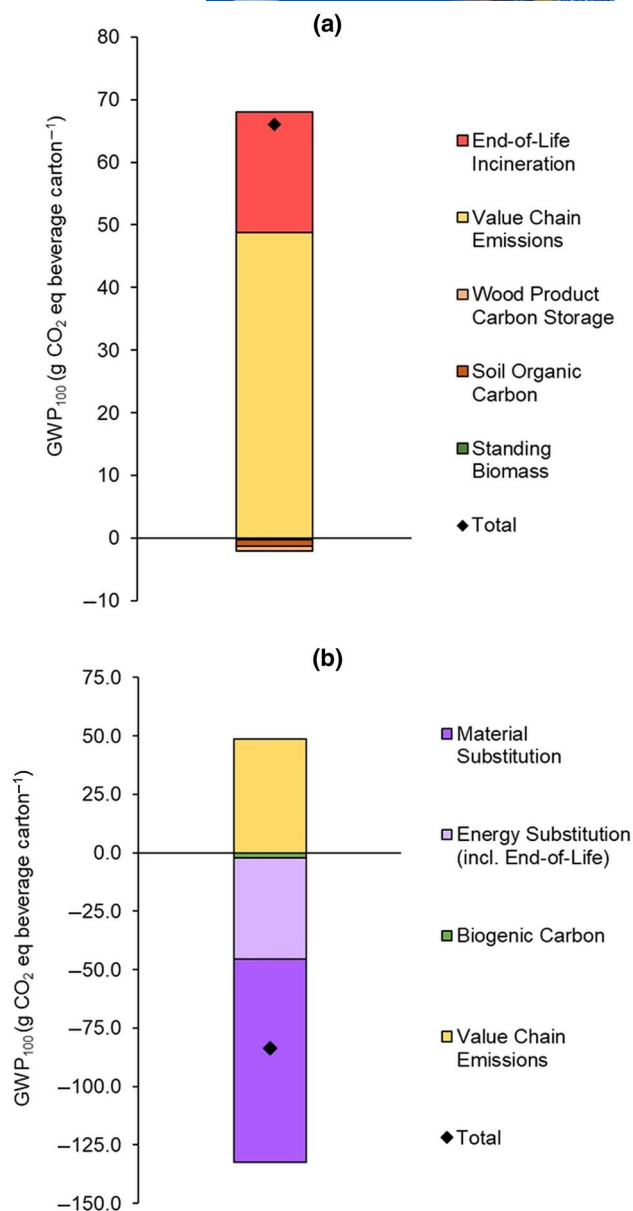 (a)
80
70
60
50
40
30
20
10
0
–10
GWP₁₀₀ (g CO₂ eq beverage carton⁻¹)
End-of-Life
Incineration
Value Chain
Emissions
Wood Product
Carbon Storage
Soil Organic
Carbon
Standing
Biomass
Total
(b)
75.0
50.0
25.0
0.0
–25.0
–50.0
–75.0
–100.0
–125.0
–150.0
GWP₁₀₀ (g CO₂ eq beverage carton⁻¹)
Material
Substitution
Energy Substitution
(incl. End-of-Life)
Biogenic Carbon
Value Chain
Emissions
Total